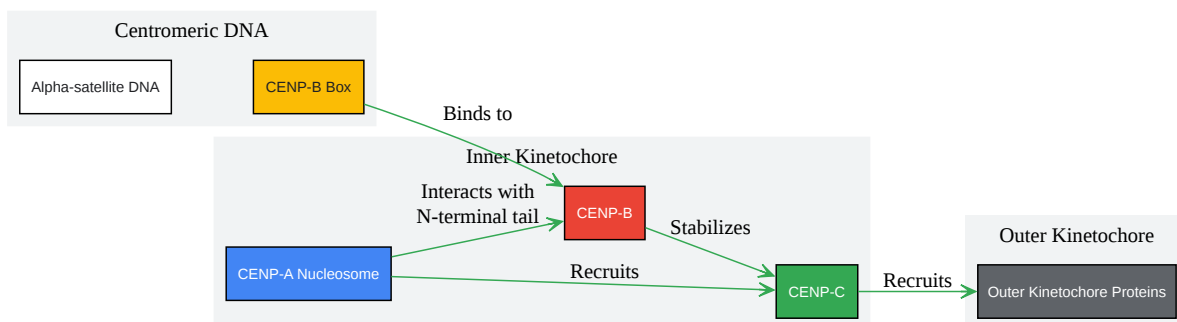 Centromeric DNA
Alpha-satellite DNA
CENP-B Box
Binds to
Inner Kinetochore
Interacts with
N-terminal tail
CENP-B
Stabilizes
Outer Kinetochore
CENP-A Nucleosome
Recruits
CENP-C
Recruits
Outer Kinetochore Proteins